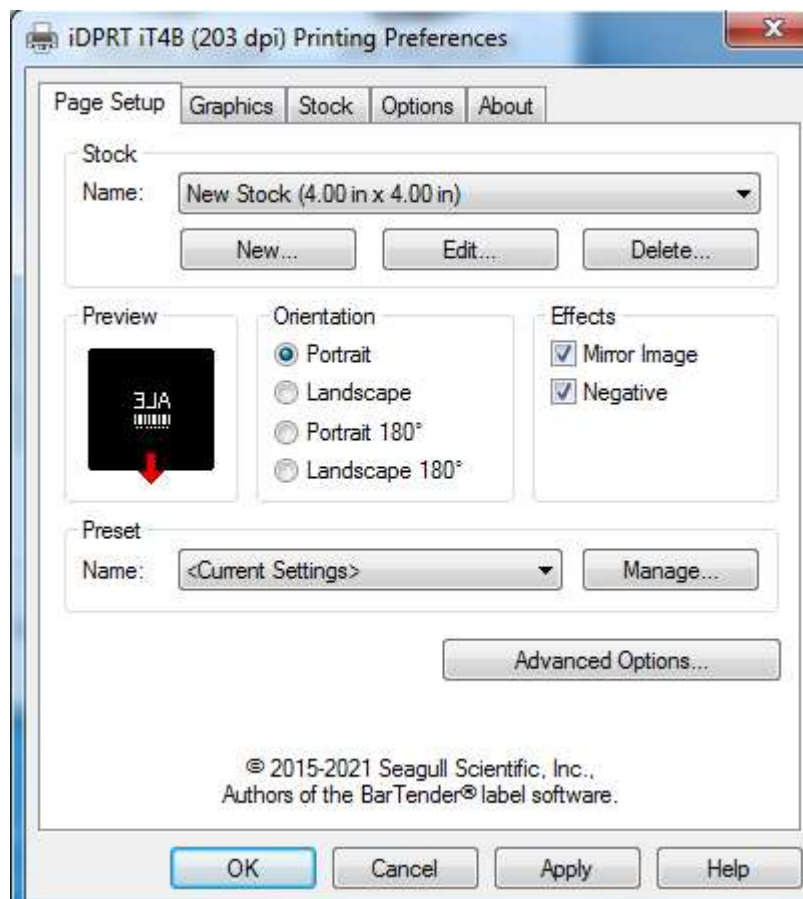 iDPRT iT4B (203 dpi) Printing Preferences
Page Setup Graphics Stock Options About
Stock
Name: New Stock (4.00 in x 4.00 in)
New... Edit... Delete...
Preview Orientation Effects
Portrait Mirror Image
Landscape Negative
ALE
Portrait 180°
Landscape 180°
Preset
Name: <Current Settings> Manage...
Advanced Options...
© 2015-2021 Seagull Scientific, Inc.,
Authors of the BarTender® label software.
OK Cancel Apply Help